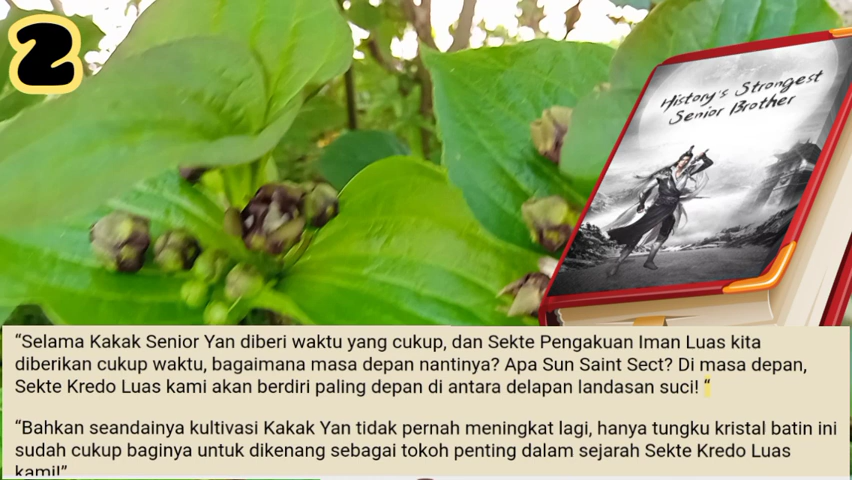 2
History's Strongest
Senior Brother
“Selama Kakak Senior Yan diberi waktu yang cukup, dan Sekte Pengakuan Iman Luas kita
diberikan cukup waktu, bagaimana masa depan nantinya? Apa Sun Saint Sect? Di masa depan,
Sekte Kredo Luas kami akan berdiri paling depan di antara delapan landasan suci! “
“Bahkan seandainya kultivasi Kakak Yan tidak pernah meningkat lagi, hanya tungku kristal batin ini
sudah cukup baginya untuk dikenang sebagai tokoh penting dalam sejarah Sekte Kredo Luas
kami!”